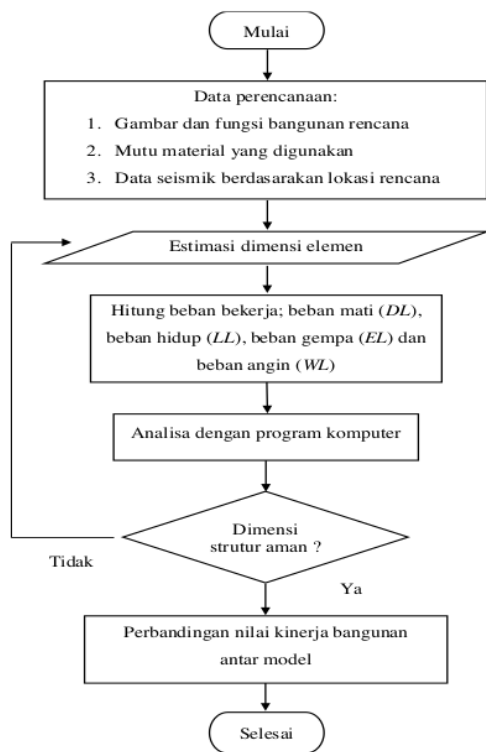 Mulai
Data perencanaan:
1. Gambar dan fungsi bangunan rencana
2. Mutu material yang digunakan
3. Data seismik berdasarakan lokasi rencana
Estimasi dimensi elemen
Hitung beban bekerja; beban mati (DL),
beban hidup (LL), beban gempa (EL) dan
beban angin (WL)
Analisa dengan program komputer
Dimensi
strutur aman ?
Tidak
Ya
Perbandingan nilai kinerja bangunan
antar model
Selesai